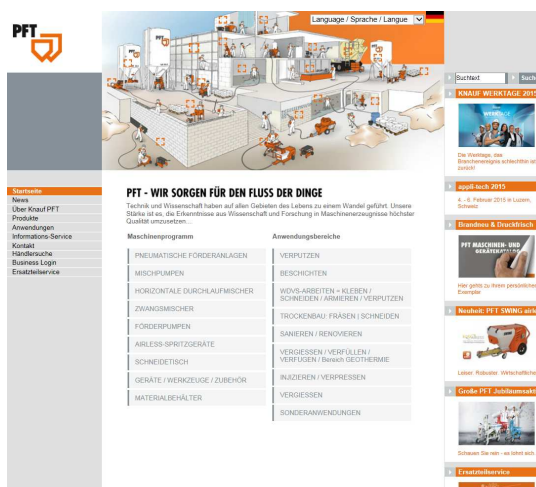 PFT
Language / Sprache / Langue
Suchtext
Such
Startseite
News
Über Knauf PFT
Produkte
Anwendungen
Informations-Service
Kontakt
Händlersuche
Business Login
Ersatzteilservice
PFT - WIR SORGEN FÜR DEN FLUSS DER DINGE
Technik und Wissenschaft haben auf allen Gebieten des Lebens zu einem Wandel geführt. Unsere
Stärke ist es, die Erkenntnisse aus Wissenschaft und Forschung in Maschinenerzeugnisse höchster
Qualität umzusetzen...
Maschinenprogramm
PNEUMATISCHE FÖRDERANLAGEN
MISCHPUMPEN
HORIZONTALE DURCHLAUFMISCHER
ZWANGSMISCHER
FÖRDERPUMPEN
AIRLESS-SPRITZGERÄTE
SCHNEIDETISCH
GERÄTE / WERKZEUGE / ZUBEHÖR
MATERIALBEHÄLTER
Anwendungsbereiche
VERPUTZEN
BESCHICHTEN
WDVS-ARBEITEN = KLEBEN /
SCHNEIDEN / ARMIEREN / VERPUTZEN
TROCKENBAU: FRÄSEN | SCHNEIDEN
SANIEREN / RENOVIEREN
VERGIESSEN / VERFÜLLEN /
VERFUGEN / Bereich GEOTHERMIE
INJIZIEREN / VERPRESSEN
VERGIESSEN
SONDERANWENDUNGEN
KNAUF WERKTAGE 2015
WERKTAGE
Die Werktage, das
Branchenereignis schlechthin ist
zurück!
appli-tech 2015
4. - 6. Februar 2015 in Luzern,
Schweiz
Brandneu & Druckfrisch
PFT MASCHINEN- UND
Hier gehts zu Ihrem persönlichen
Exemplar
Neuheit: PFT SWING airle
Leiser. Robuster. Wirtschaftliche
Große PFT Jubiläumsakt
Schauen Sie rein - es lohnt sich.
Ersatzteilservice